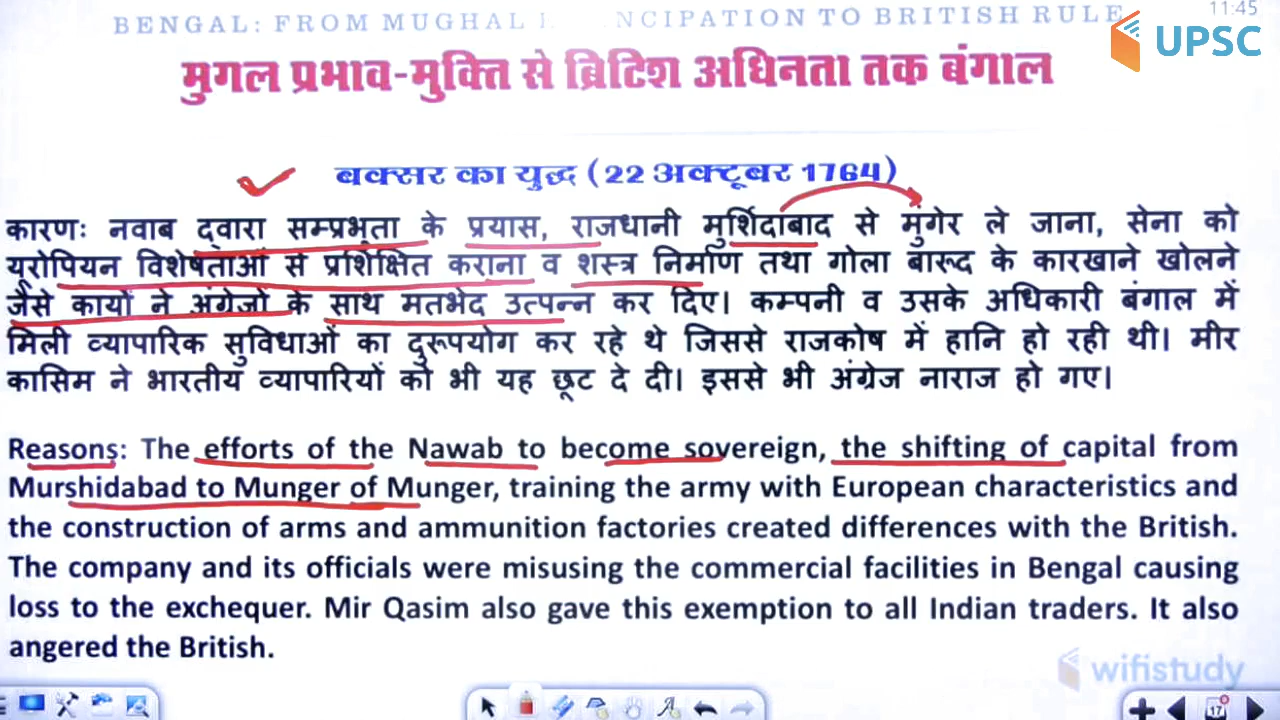 11:45
BENGAL: FROM MUGHAL NCIPATION TO BRITISH RULE
UPSC
मुगल प्रभाव-मुक्ति से ब्रिटिश अधिनता तक बंगाल
बक्सर का युद्ध (22 अक्टूबर 1764)
कारणः नवाब द्वारा सम्प्रभूता के प्रयास, राजधानी मुर्शिदाबाद से मुंगेर ले जाना, सेना को
यूरोपियन विशेषताओं से प्रशिक्षित कराना व शस्त्र निर्माण तथा गोला बारूद के कारखाने खोलने
जैसे कार्यों ने अंग्रेजों के साथ मतभेद उत्पन्न कर दिए। कम्पनी व उसके अधिकारी बंगाल में
मिली व्यापारिक सुविधाओं का दुरूपयोग कर रहे थे जिससे राजकोष में हानि हो रही थी। मीर
कासिम ने भारतीय व्यापारियों को भी यह छूट दे दी। इससे भी अंग्रेज नाराज हो गए।
Reasons: The efforts of the Nawab to become sovereign, the shifting of capital from
Murshidabad to Munger of Munger, training the army with European characteristics and
the construction of arms and ammunition factories created differences with the British.
The company and its officials were misusing the commercial facilities in Bengal causing
loss to the exchequer. Mir Qasim also gave this exemption to all Indian traders. It also
angered the British.
wifistudy
17